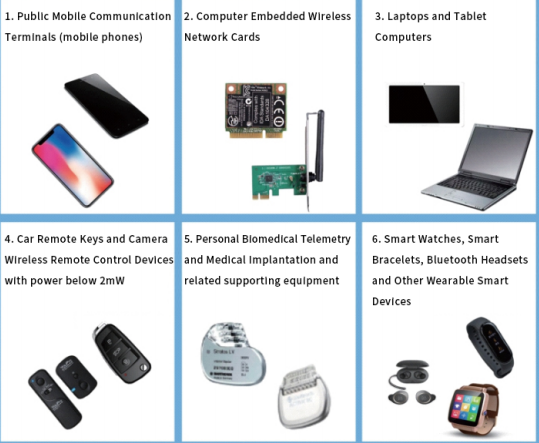 1. Public Mobile Communication
Terminals (mobile phones)
2. Computer Embedded Wireless
Network Cards
3. Laptops and Tablet
Computers
4. Car Remote Keys and Camera
Wireless Remote Control Devices
with power below 2mW
5. Personal Biomedical Telemetry
and Medical Implantation and
related supporting equipment
6. Smart Watches, Smart
Bracelets, Bluetooth Headsets
and Other Wearable Smart
Devices